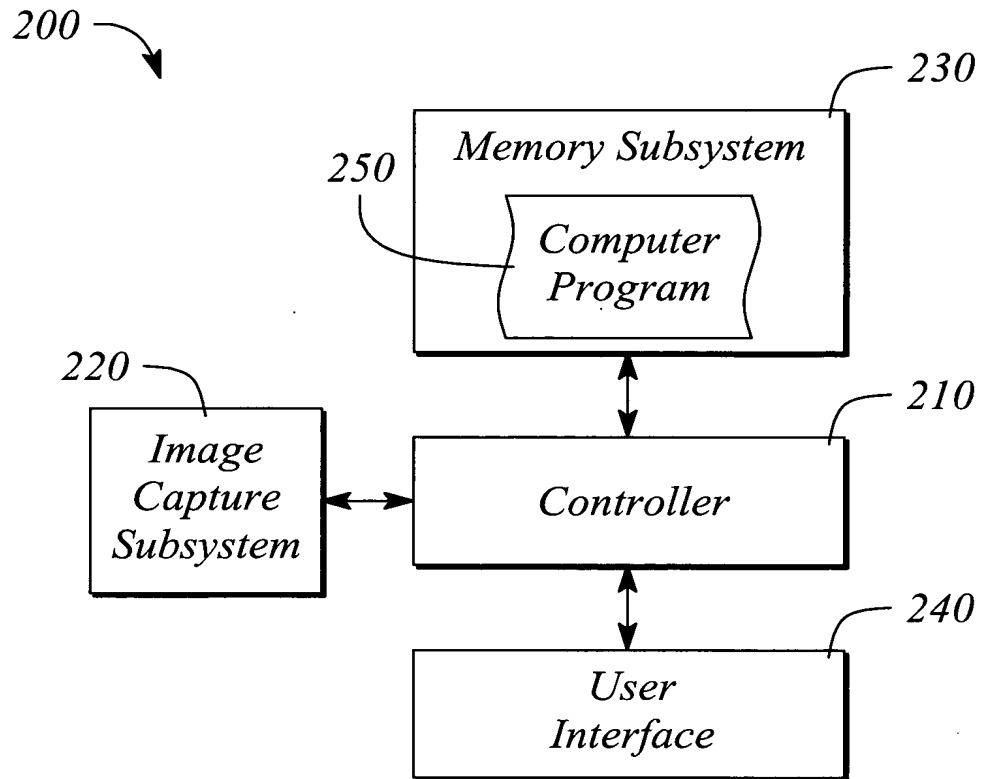 200
230
Memory Subsystem
250
Computer
Program
220
210
Image
Capture
Subsystem
Controller
240
User
Interface